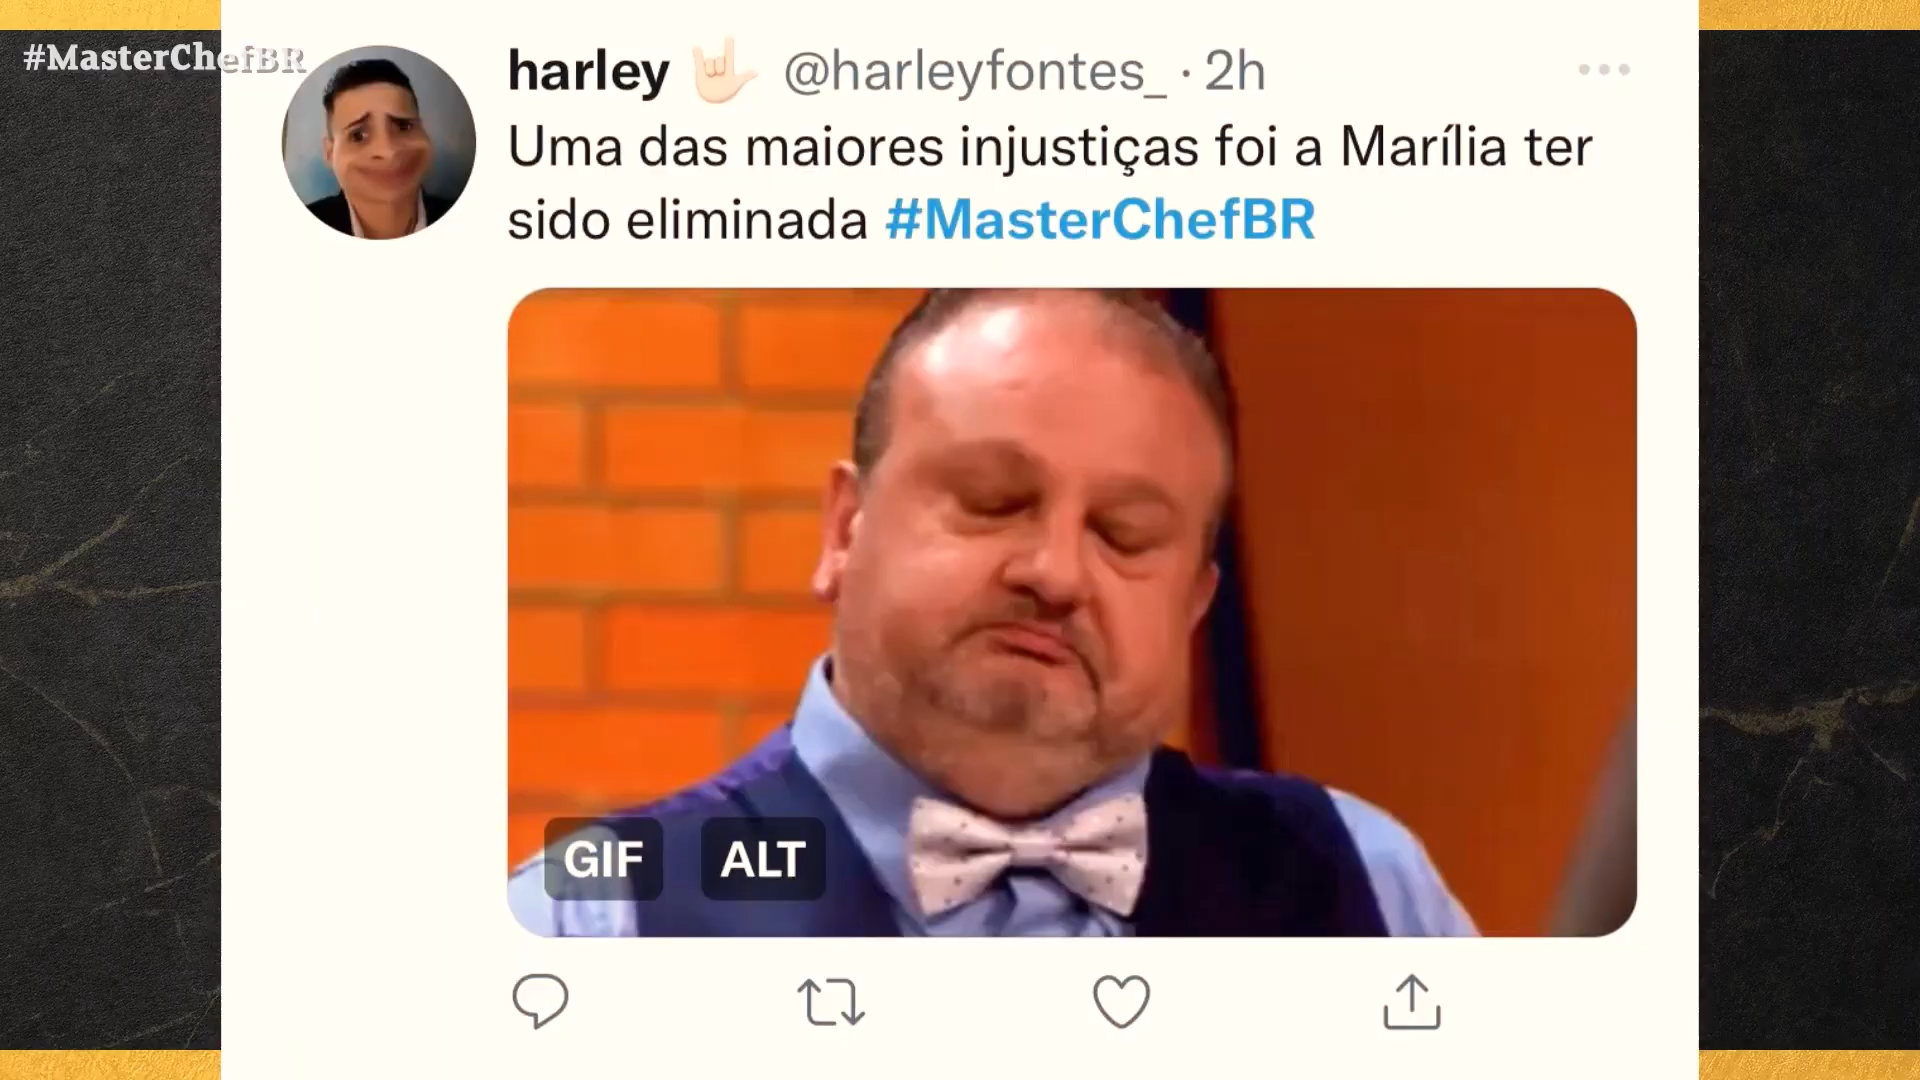 #MasterChefBR
harley 🤟🏻 @harleyfontes_ · 2h
Uma das maiores injustiças foi a Marília ter
sido eliminada #MasterChefBR
GIF ALT